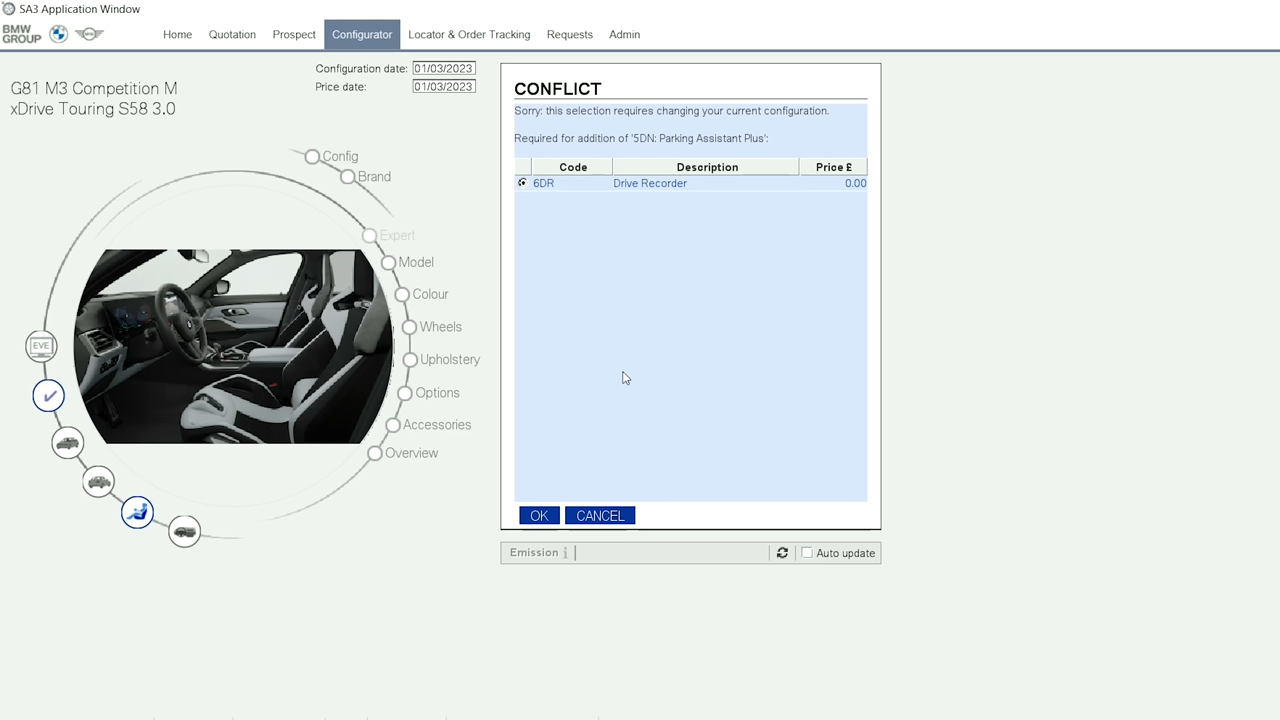 SA3 Application Window
BMW GROUP
Home Quotation Prospect Configurator Locator & Order Tracking Requests Admin
G81 M3 Competition M
xDrive Touring S58 3.0
Configuration date: 01/03/2023
Price date: 01/03/2023
Config
Brand
Expert
Model
Colour
Wheels
Upholstery
Options
Accessories
Overview
EVE
CONFLICT
Sorry: this selection requires changing your current configuration.
Required for addition of '5DN: Parking Assistant Plus':
Code Description Price £
6DR Drive Recorder 0.00
OK CANCEL
Emission i Auto update